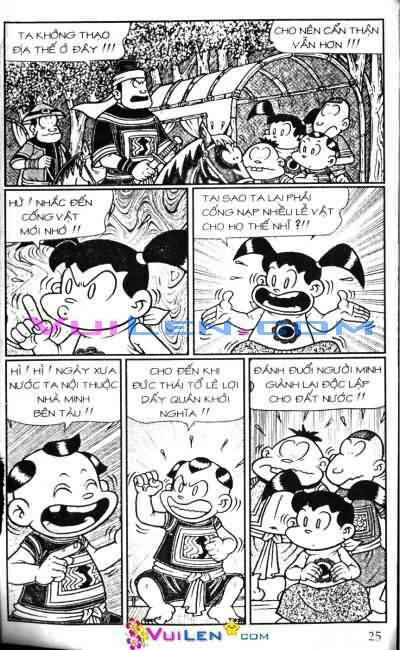 TA KHÔNG THẠO
ĐỊA THẾ Ở ĐÂY !!!
CHO NÊN CẨN THẬN
VẪN HƠN !!!
HỪ ! NHẮC ĐẾN
CỐNG VẬT
MỚI NHỚ !!
TẠI SAO TA LẠI PHẢI
CỐNG NẠP NHIỀU LỄ VẬT
CHO HỌ THẾ NHỈ ?!!
VUILEN.COM
HÌ ! HÌ ! NGÀY XƯA
NƯỚC TA NỘI THUỘC
NHÀ MINH
BÊN TÀU !!
CHO ĐẾN KHI
ĐỨC THÁI TỔ LÊ LỢI
DẤY QUÂN KHỞI
NGHĨA !!
ĐÁNH ĐUỔI NGƯỜI MINH
GIÀNH LẠI ĐỘC LẬP
CHO ĐẤT NƯỚC !!
25
VUILEN.COM